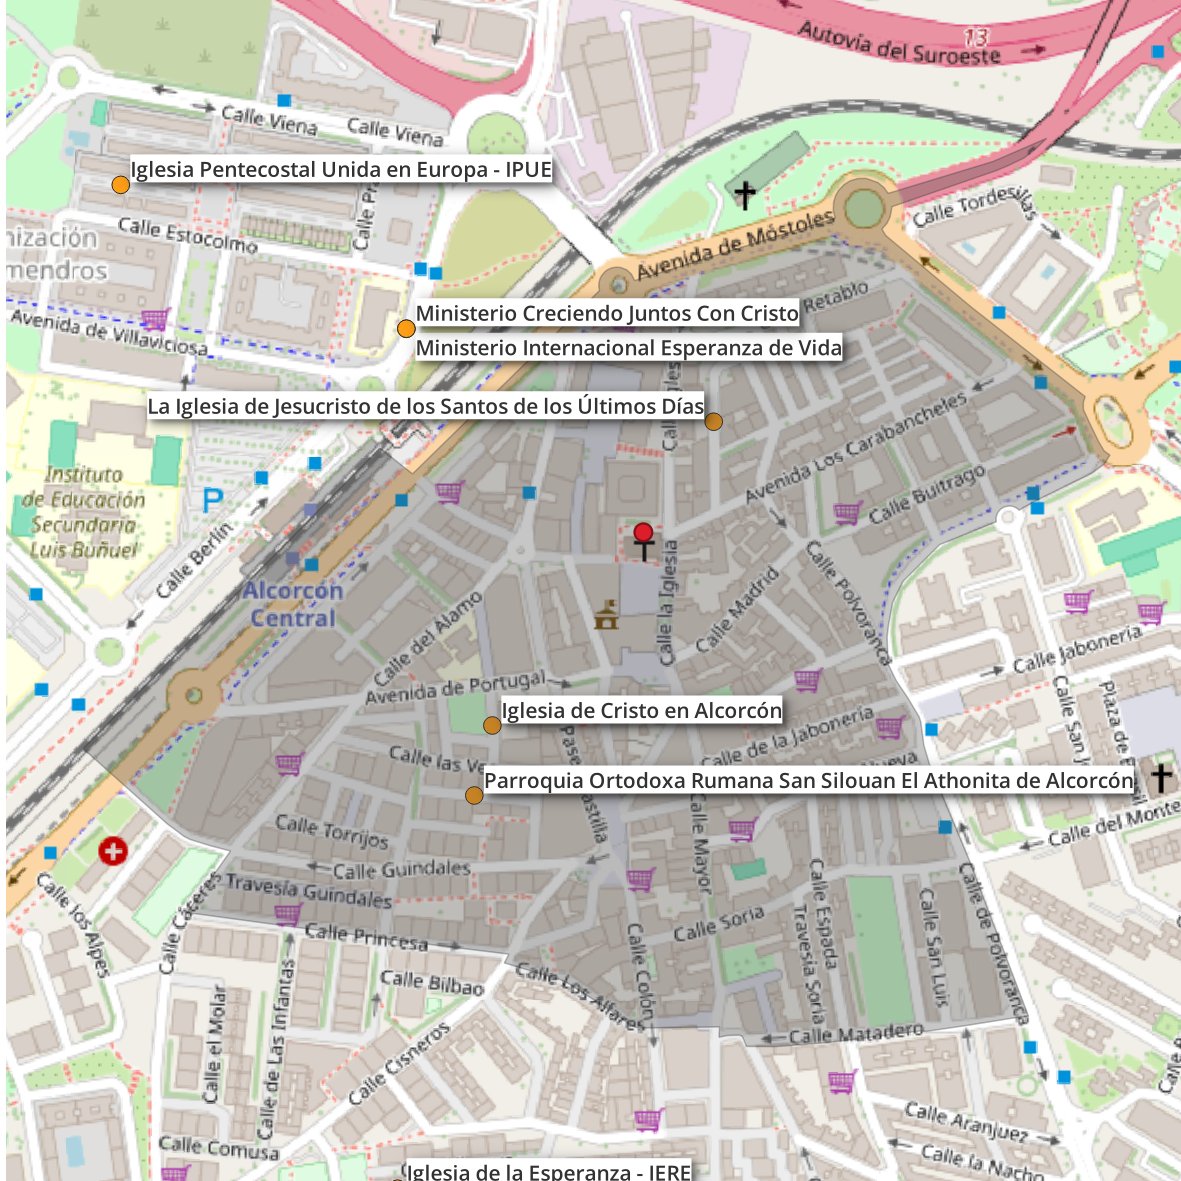 13
Autovía del Suroeste
Calle Viena
Calle Viena
Iglesia Pentecostal Unida en Europa - IPUE
Calle Tordesillas
Calle Estocolmo
Avenida de Móstoles
mendros
Retablo
Ministerio Creciendo Juntos Con Cristo
Avenida de Villaviciosa
Ministerio Internacional Esperanza de Vida
La Iglesia de Jesucristo de los Santos de los Últimos Días
Avenida Los Carabancheles
Instituto
de Educación
Secundaria
Luis Buñuel
P
Calle Buitrago
Calle Berlín
Calle Polvoranca
Alcorcón
Central
Calle la Iglesia
Calle Madrid
Calle del Álamo
Calle Jabonería
Avenida de Portugal
Iglesia de Cristo en Alcorcón
Calle de la Jabonería
Calle las
Parroquia Ortodoxa Rumana San Silouan El Athonita de Alcorcón
Calle Torrijos
Calle Mayor
Calle del Monte
Calle Guindales
Travesía Guindales
Calle los Alpes
Calle Cáceres
Calle Soria
Calle Espada
Travesía Soria
Calle San Luis
Calle de Polvoranca
Calle Princesa
Calle Colón
Calle Bilbao
Calle Los Alfares
Calle el Molar
Calle de Las Infantas
Calle Cisneros
Calle Matadero
Calle Aranjuez
Calle Comusa
Calle la Nacho
Iglesia de la Esperanza - IERE